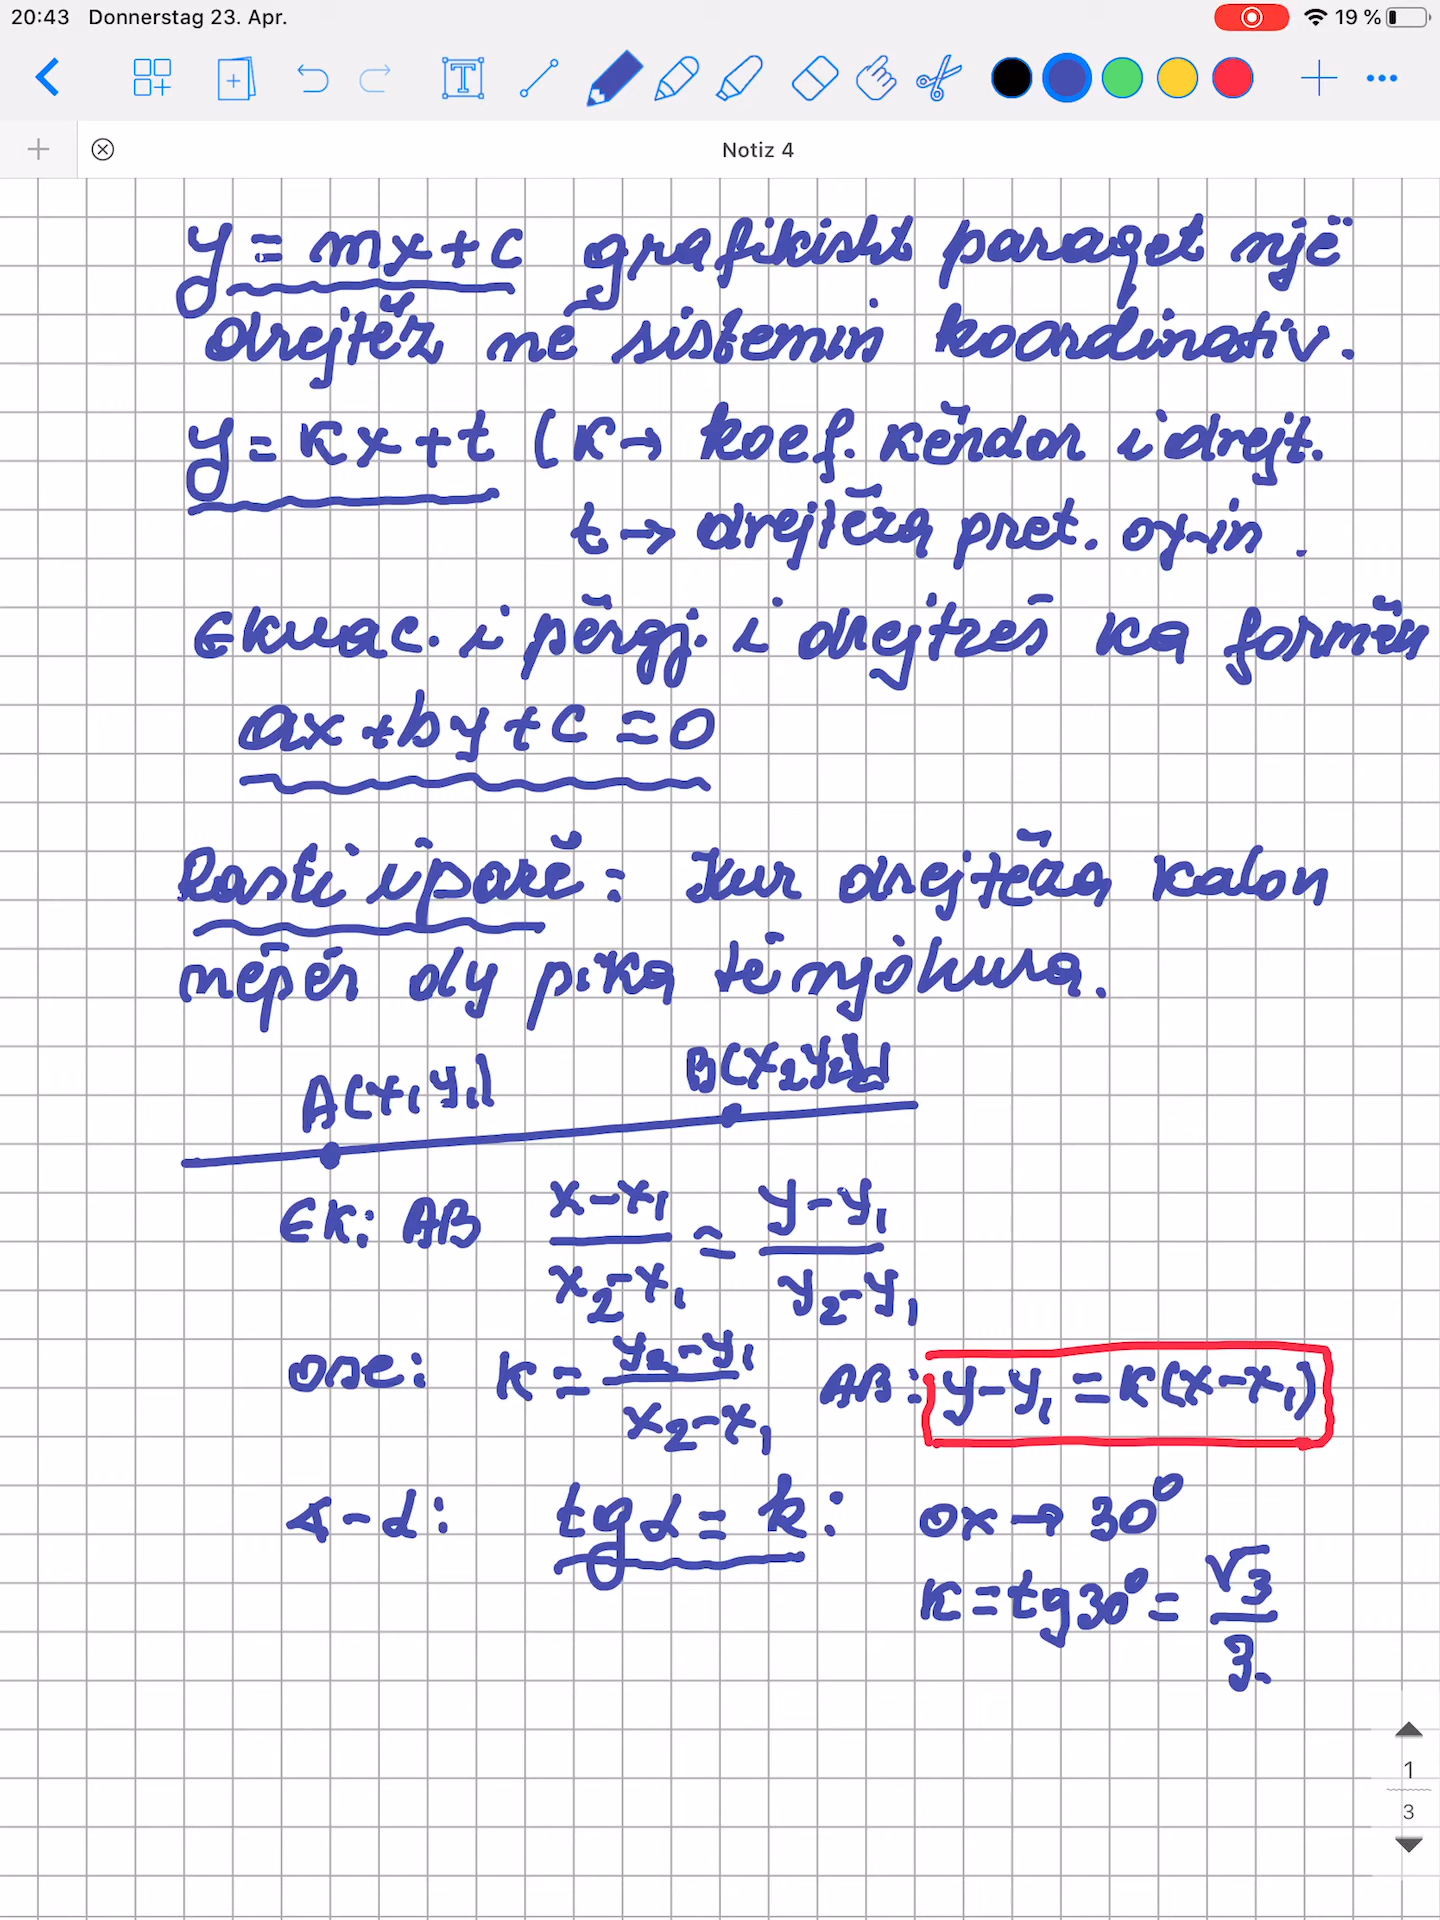 20:43 Donnerstag 23. Apr. 19 %
Notiz 4
y = mx + c grafikisht paraqet një
drejtëz në sistemin koordinativ.
y = kx + t (k → koef. këndor i drejt.
t → drejtëza pret. oy-in.
Ekuac. i përgj. i drejtzës ka formën
ax + by + c = 0
Rasti i parë: Kur drejtëza kalon
nëpër dy pika të njohura.
A(x₁ y₁) B(x₂ y₂)
EK: AB (x - x₁)/(x₂ - x₁) = (y - y₁)/(y₂ - y₁)
ose: k = (y₂ - y₁)/(x₂ - x₁) AB: y - y₁ = k(x - x₁)
∢ - α: tg α = k: ox → 30°
k = tg 30° = √3/3.
1
3